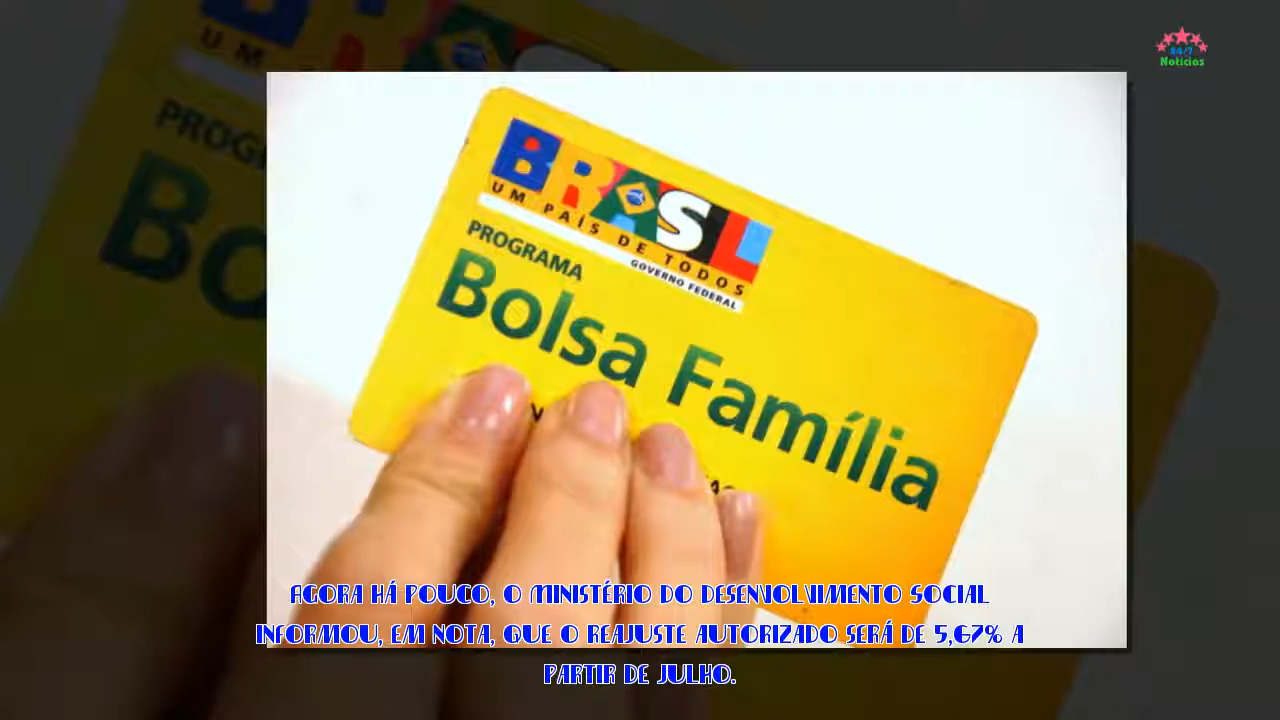 24/7
Notícias
BRASIL
UM PAÍS DE TODOS
GOVERNO FEDERAL
PROGRAMA
Bolsa Família
AGORA HÁ POUCO, O MINISTÉRIO DO DESENVOLVIMENTO SOCIAL
INFORMOU, EM NOTA, QUE O REAJUSTE AUTORIZADO SERÁ DE 5,67% A
PARTIR DE JULHO.